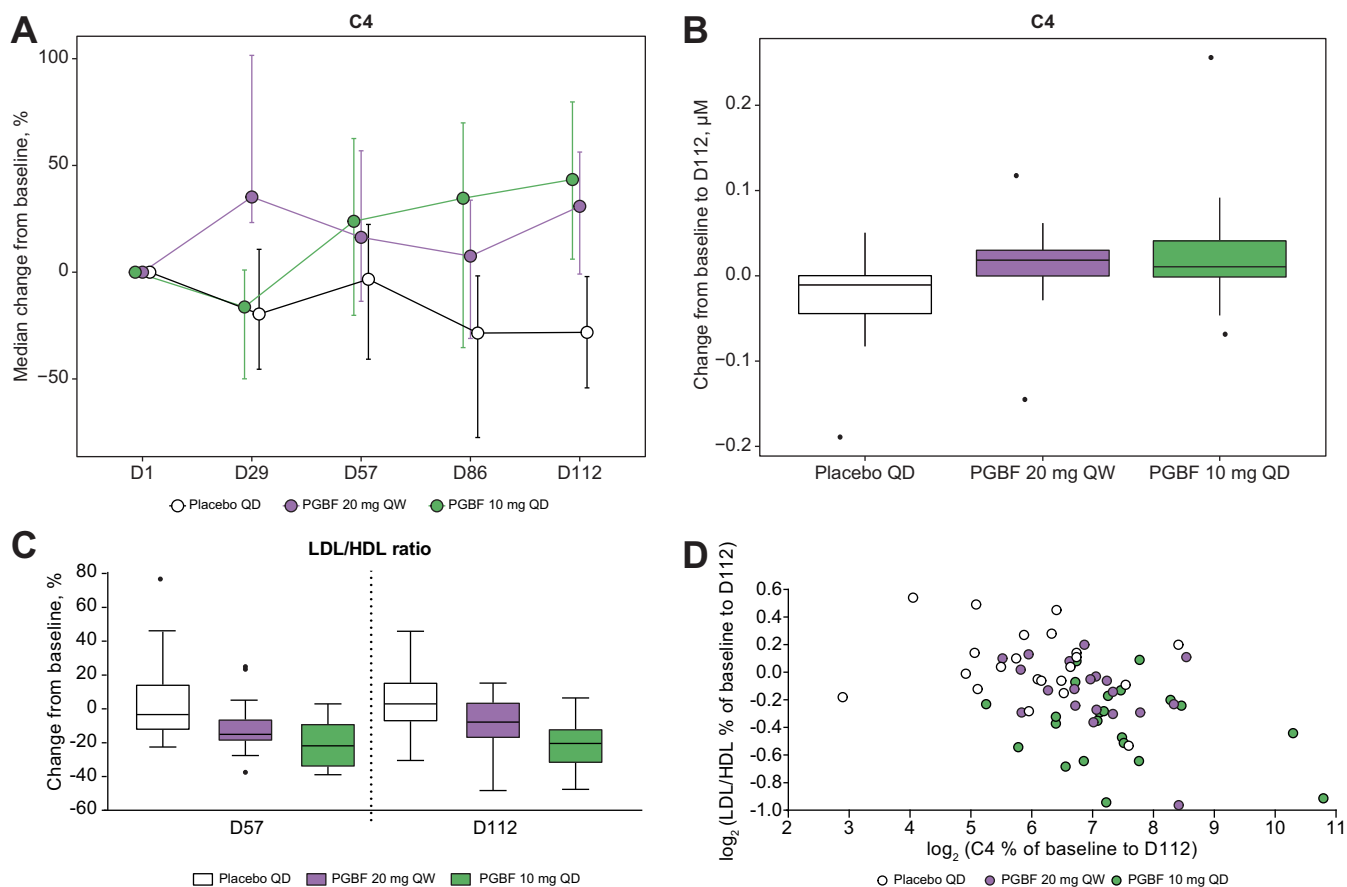 A
C4
Median change from baseline, %
100
50
0
−50
D1 D29 D57 D86 D112
Placebo QD PGBF 20 mg QW PGBF 10 mg QD
B
C4
Change from baseline to D112, µM
0.2
0.1
0.0
−0.1
−0.2
Placebo QD PGBF 20 mg QW PGBF 10 mg QD
C
LDL/HDL ratio
Change from baseline, %
80
60
40
20
0
-20
-40
-60
D57 D112
Placebo QD PGBF 20 mg QW PGBF 10 mg QD
D
log₂ (LDL/HDL % of baseline to D112)
0.6
0.4
0.2
0.0
-0.2
-0.4
-0.6
-0.8
-1.0
2 3 4 5 6 7 8 9 10 11
log₂ (C4 % of baseline to D112)
Placebo QD PGBF 20 mg QW PGBF 10 mg QD